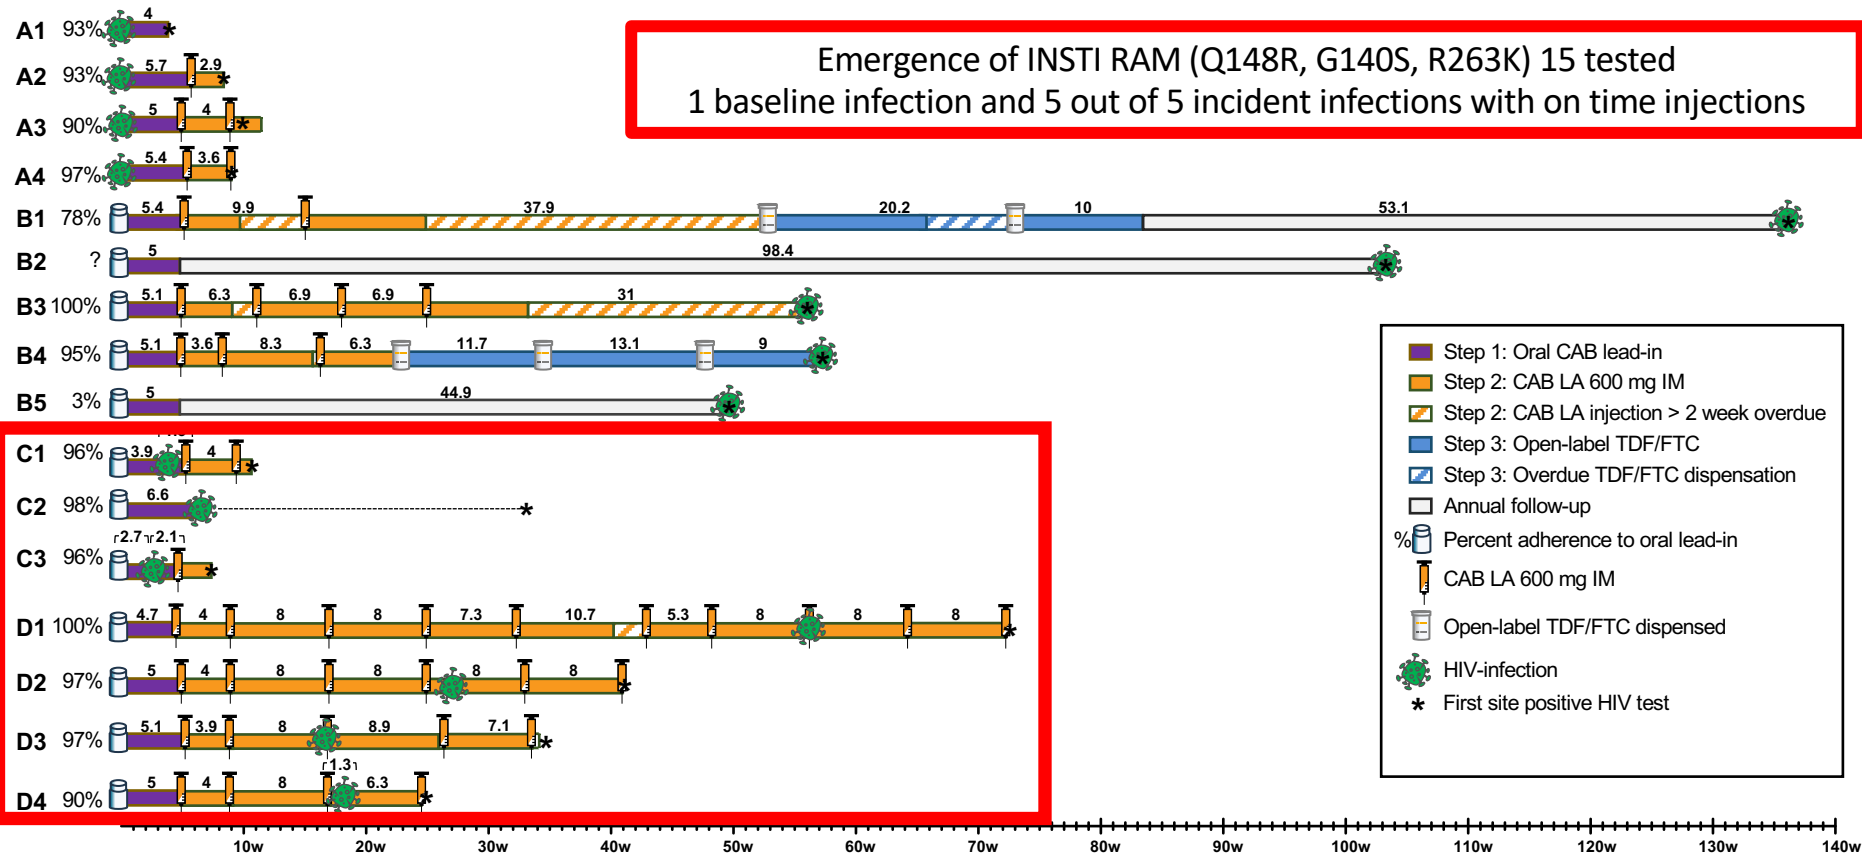 Emergence of INSTI RAM (Q148R, G140S, R263K) 15 tested
1 baseline infection and 5 out of 5 incident infections with on time injections
A1 93% 4 *
A2 93% 5.7 2.9 *
A3 90% 5 4 *
A4 97% 5.4 3.6 *
B1 78% 5.4 9.9 37.9 20.2 10 53.1 *
B2 ? 5 98.4 *
B3 100% 5.1 6.3 6.9 6.9 31 *
B4 95% 5.1 3.6 8.3 6.3 11.7 13.1 9 *
B5 3% 5 44.9 *
C1 96% 3.9 4 *
C2 98% 6.6 *
C3 96% 2.7 2.1 *
D1 100% 4.7 4 8 8 7.3 10.7 5.3 8 8 8 *
D2 97% 5 4 8 8 8 8 *
D3 97% 5.1 3.9 8 8.9 7.1 *
D4 90% 5 4 8 1.3 6.3 *
Step 1: Oral CAB lead-in
Step 2: CAB LA 600 mg IM
Step 2: CAB LA injection > 2 week overdue
Step 3: Open-label TDF/FTC
Step 3: Overdue TDF/FTC dispensation
Annual follow-up
% Percent adherence to oral lead-in
CAB LA 600 mg IM
Open-label TDF/FTC dispensed
HIV-infection
* First site positive HIV test
10w 20w 30w 40w 50w 60w 70w 80w 90w 100w 110w 120w 130w 140w